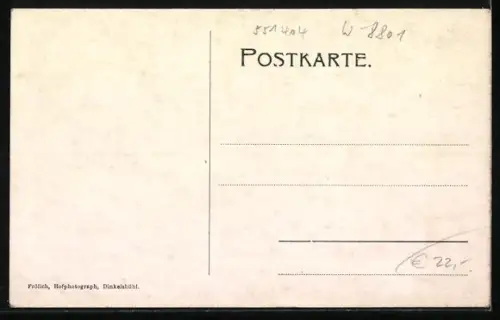 551404 W-8801
POSTKARTE.
€ 22,-
Frölich, Hofphotograph, Dinkelsbühl.